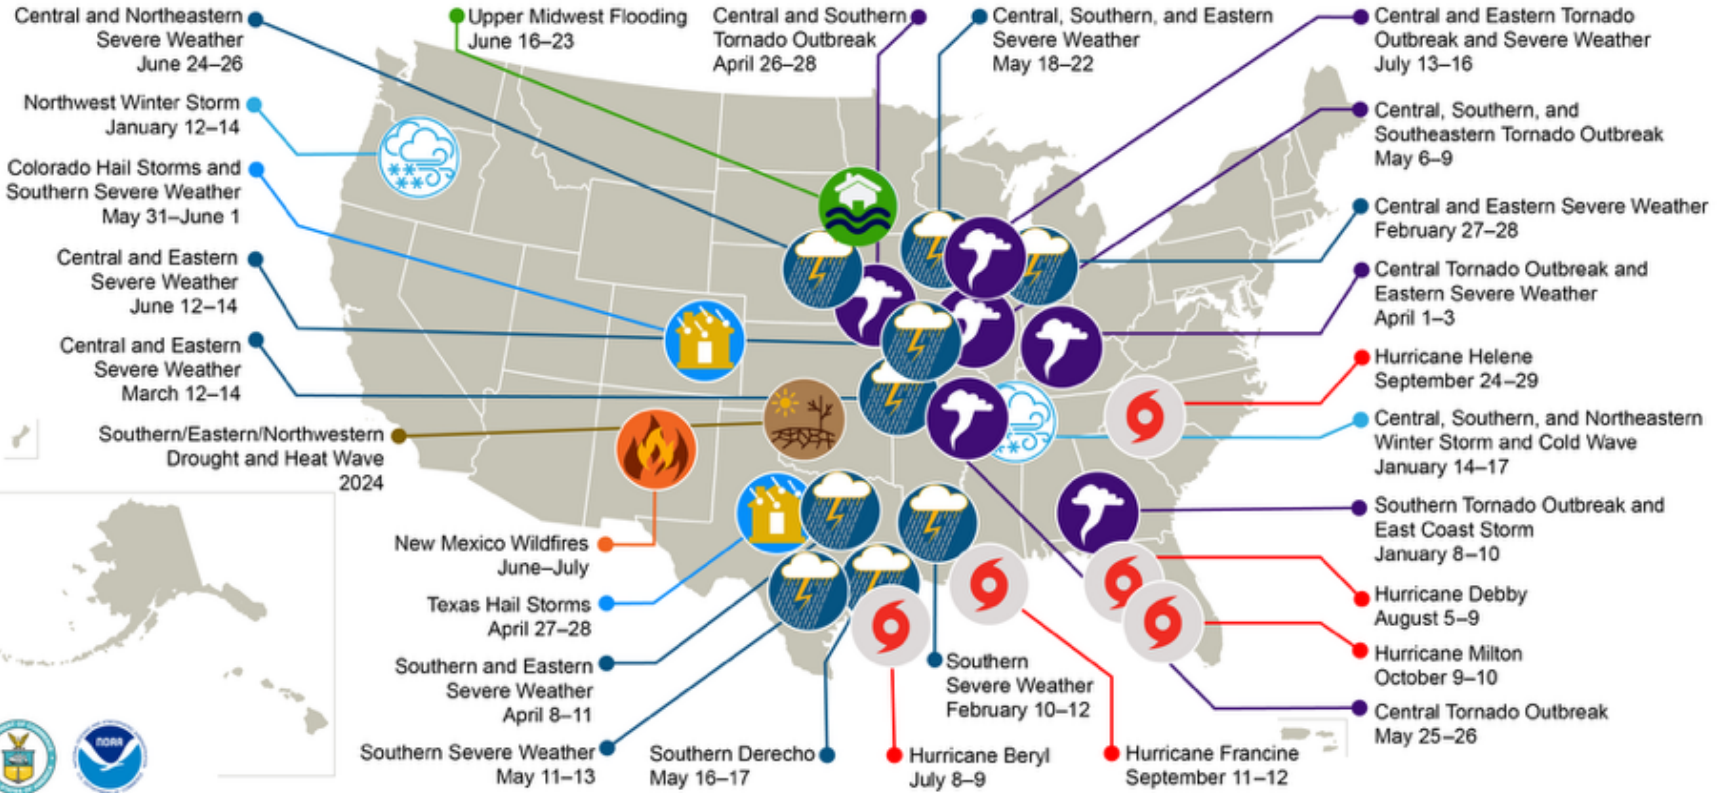 Central and Northeastern
Severe Weather
June 24–26
Northwest Winter Storm
January 12–14
Colorado Hail Storms and
Southern Severe Weather
May 31–June 1
Central and Eastern
Severe Weather
June 12–14
Central and Eastern
Severe Weather
March 12–14
Southern/Eastern/Northwestern
Drought and Heat Wave
2024
New Mexico Wildfires
June–July
Texas Hail Storms
April 27–28
Southern and Eastern
Severe Weather
April 8–11
Southern Severe Weather
May 11–13
Upper Midwest Flooding
June 16–23
Central and Southern
Tornado Outbreak
April 26–28
Central, Southern, and Eastern
Severe Weather
May 18–22
Central and Eastern Tornado
Outbreak and Severe Weather
July 13–16
Central, Southern, and
Southeastern Tornado Outbreak
May 6–9
Central and Eastern Severe Weather
February 27–28
Central Tornado Outbreak and
Eastern Severe Weather
April 1–3
Hurricane Helene
September 24–29
Central, Southern, and Northeastern
Winter Storm and Cold Wave
January 14–17
Southern Tornado Outbreak and
East Coast Storm
January 8–10
Hurricane Debby
August 5–9
Hurricane Milton
October 9–10
Central Tornado Outbreak
May 25–26
Southern Derecho
May 16–17
Hurricane Beryl
July 8–9
Southern
Severe Weather
February 10–12
Hurricane Francine
September 11–12
NOAA